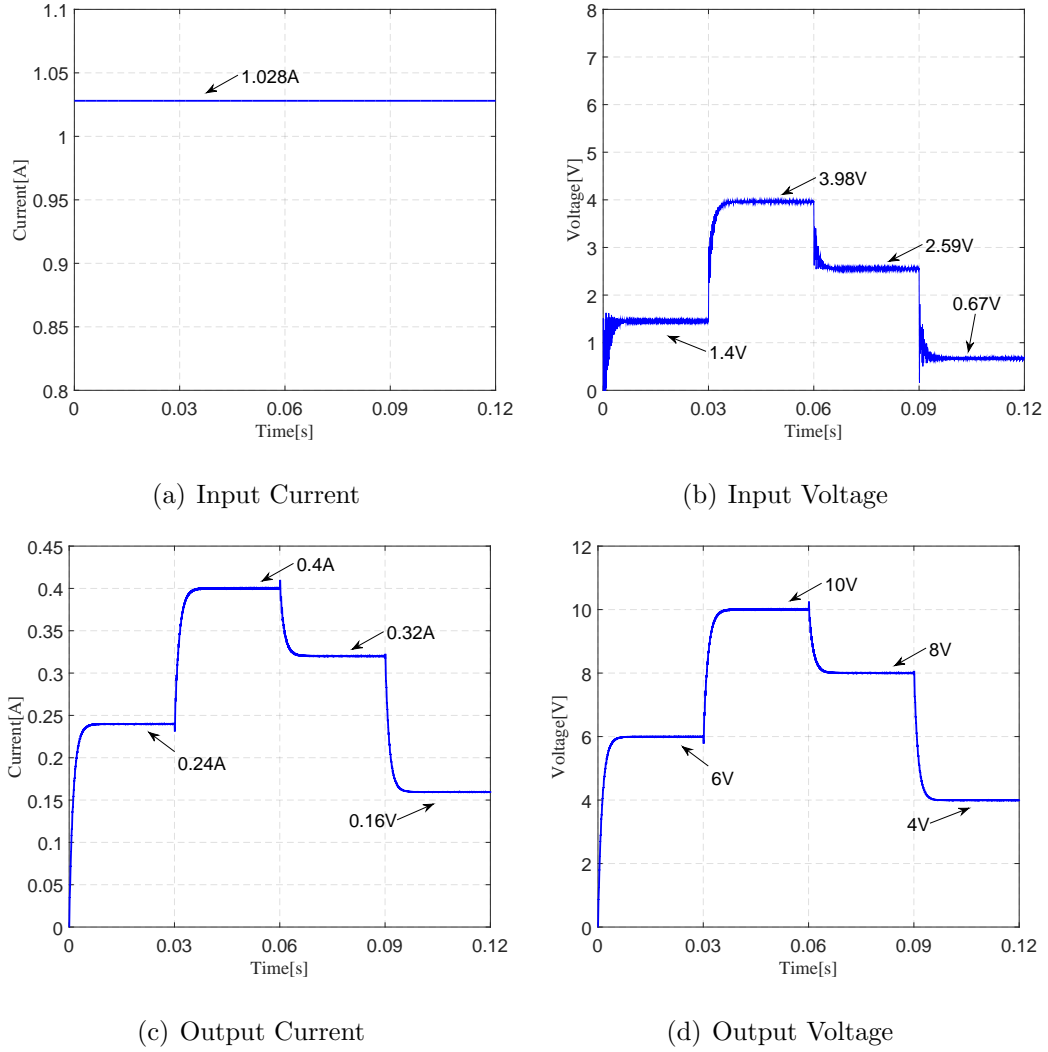 1.1
1.05
1
0.95
0.9
0.85
0.8
Current[A]
1.028A
0 0.03 0.06 0.09 0.12
Time[s]
(a) Input Current
8
7
6
5
4
3
2
1
0
Voltage[V]
3.98V
2.59V
0.67V
1.4V
0 0.03 0.06 0.09 0.12
Time[s]
(b) Input Voltage
0.45
0.4
0.35
0.3
0.25
0.2
0.15
0.1
0.05
0
Current[A]
0.4A
0.32A
0.24A
0.16V
0 0.03 0.06 0.09 0.12
Time[s]
(c) Output Current
12
10
8
6
4
2
0
Voltage[V]
10V
8V
6V
4V
0 0.03 0.06 0.09 0.12
Time[s]
(d) Output Voltage